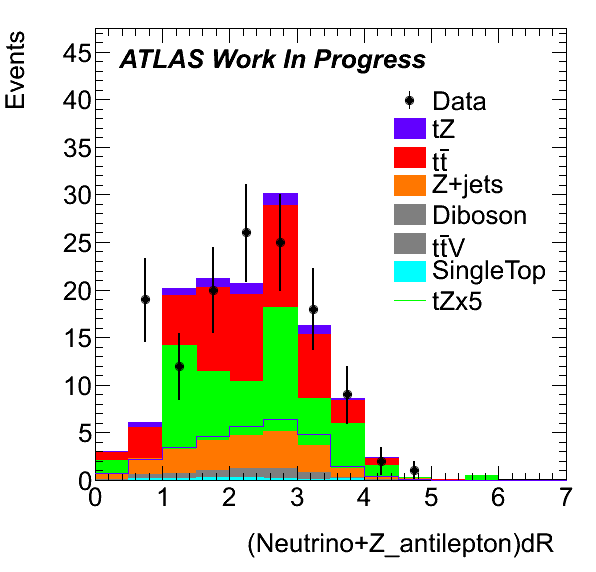 Events
ATLAS Work In Progress
45
40
35
30
25
20
15
10
5
0
Data
tZ
tt̄
Z+jets
Diboson
tt̄V
SingleTop
tZx5
0 1 2 3 4 5 6 7
(Neutrino+Z_antilepton)dR